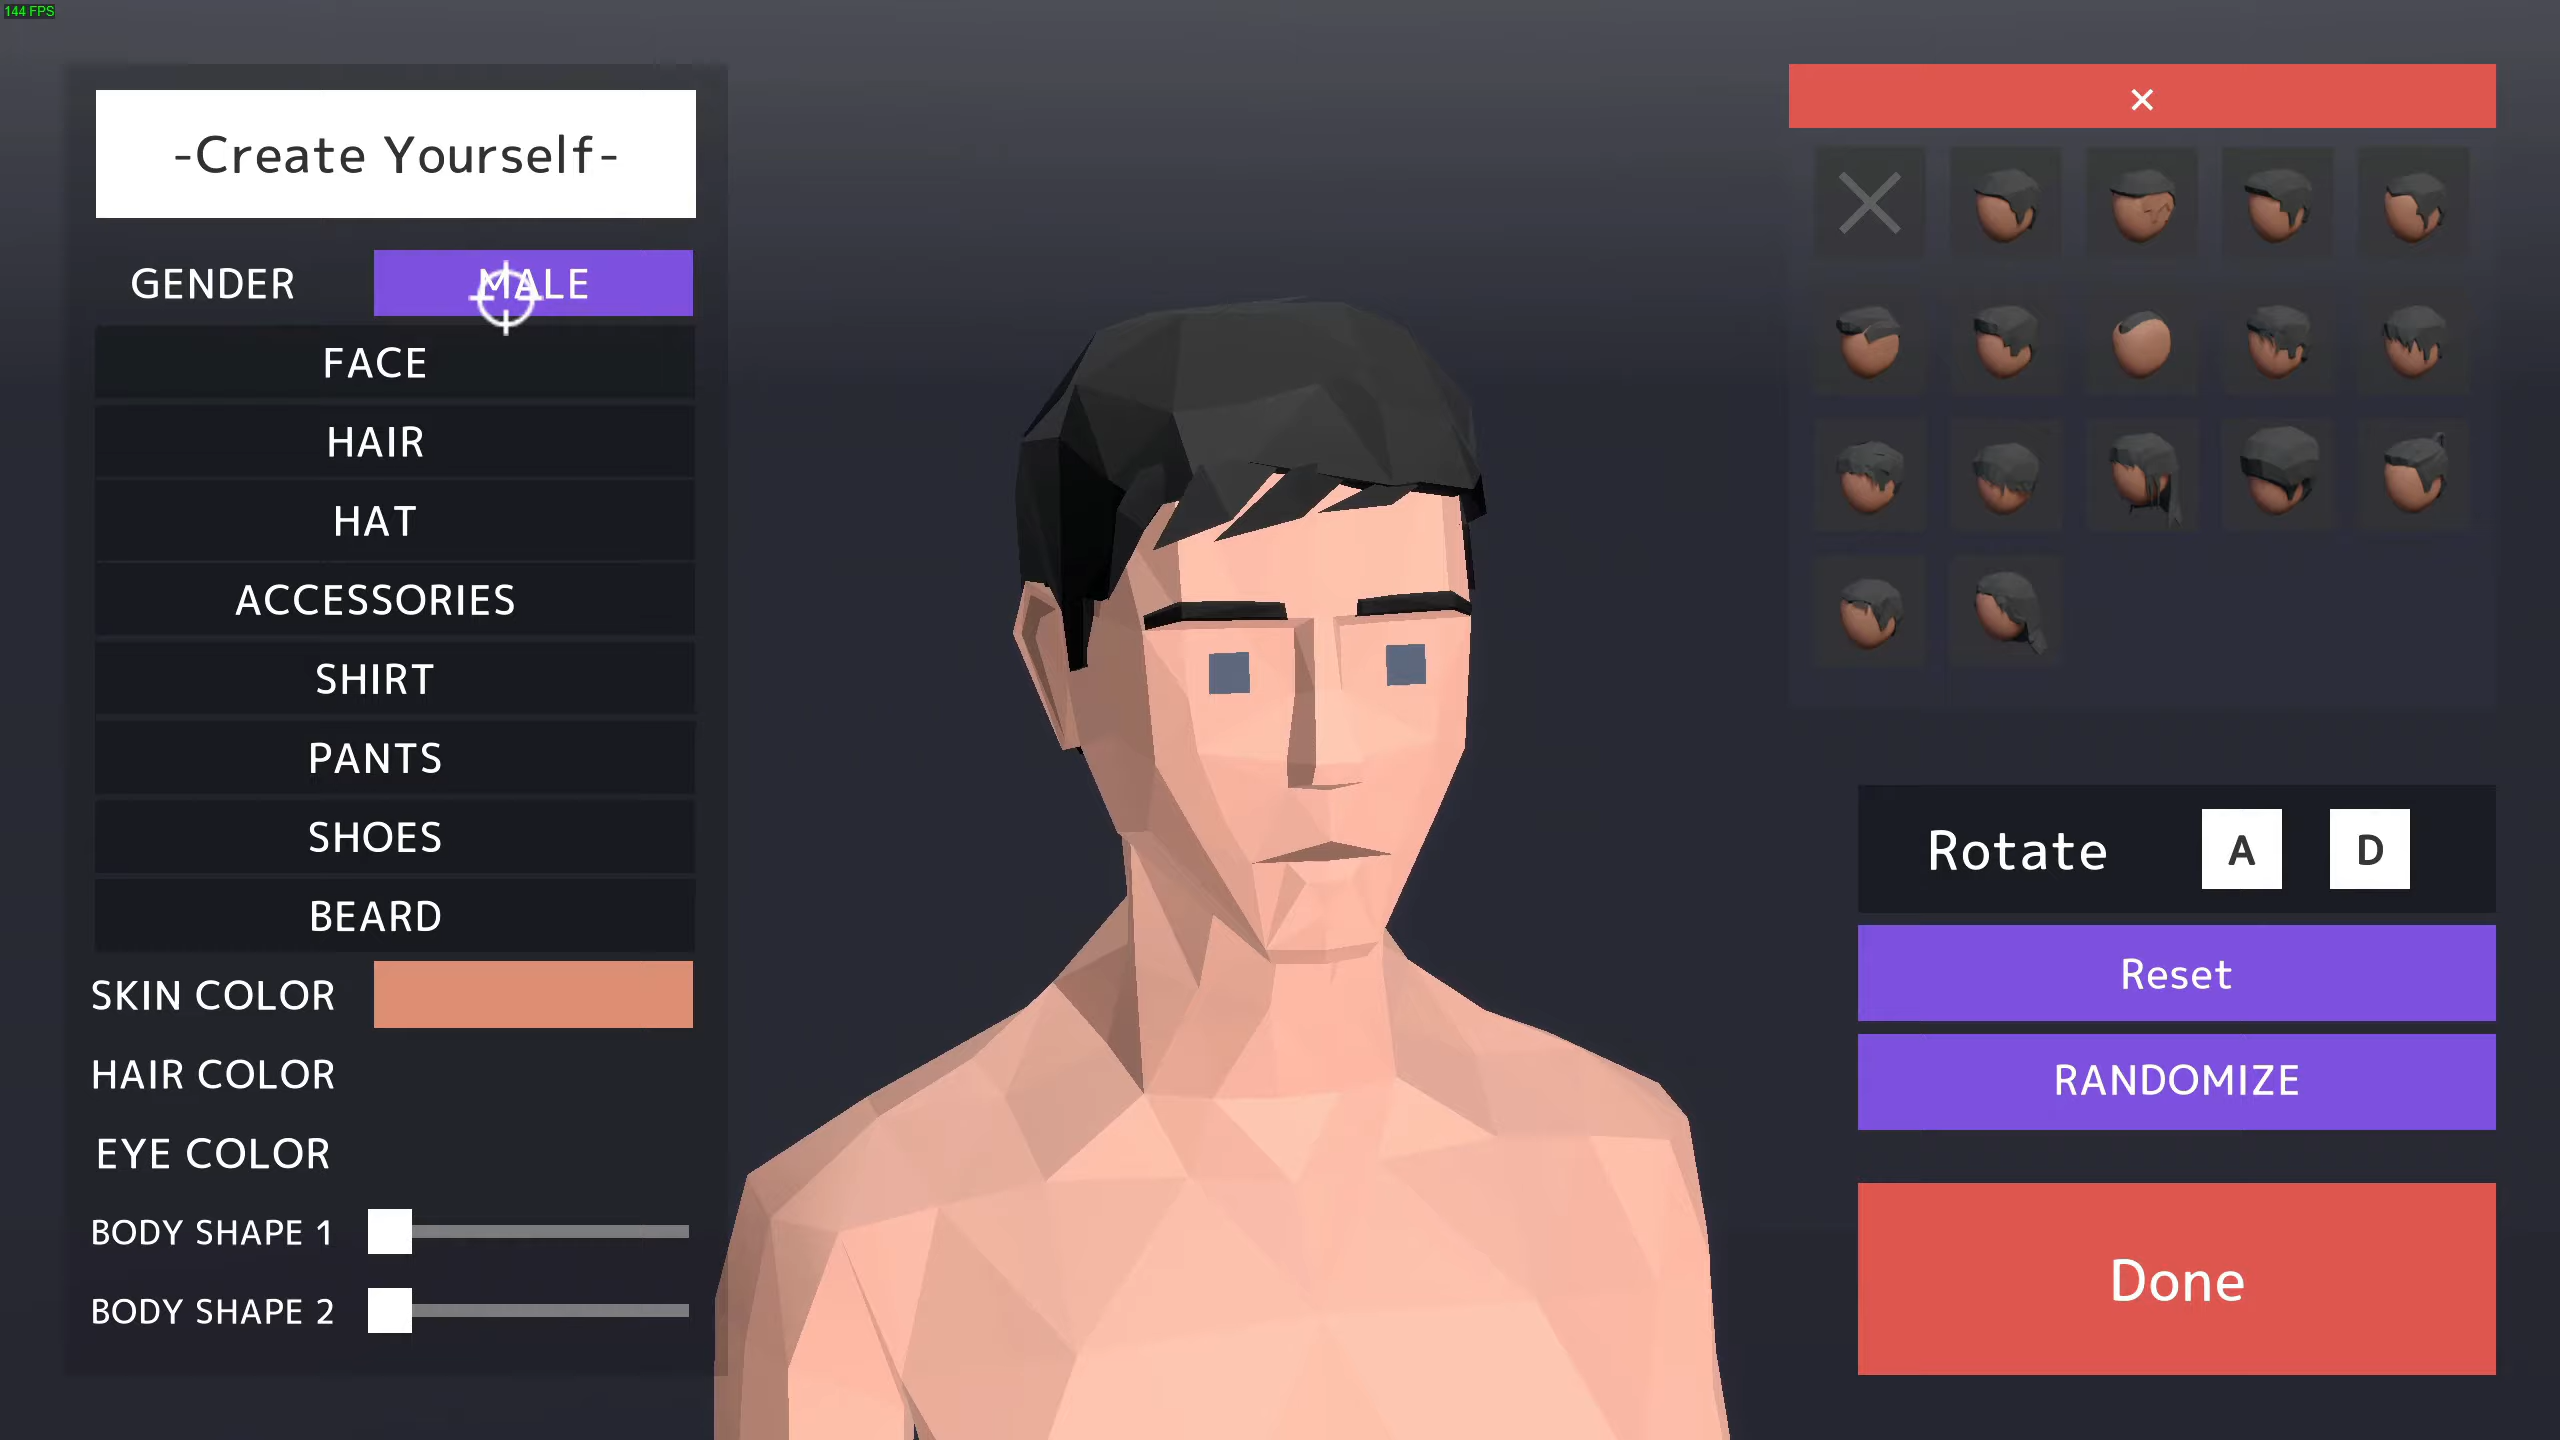 144 FPS
-Create Yourself-
GENDER
MALE
FACE
HAIR
HAT
ACCESSORIES
SHIRT
PANTS
SHOES
BEARD
SKIN COLOR
HAIR COLOR
EYE COLOR
BODY SHAPE 1
BODY SHAPE 2
×
Rotate A D
Reset
RANDOMIZE
Done